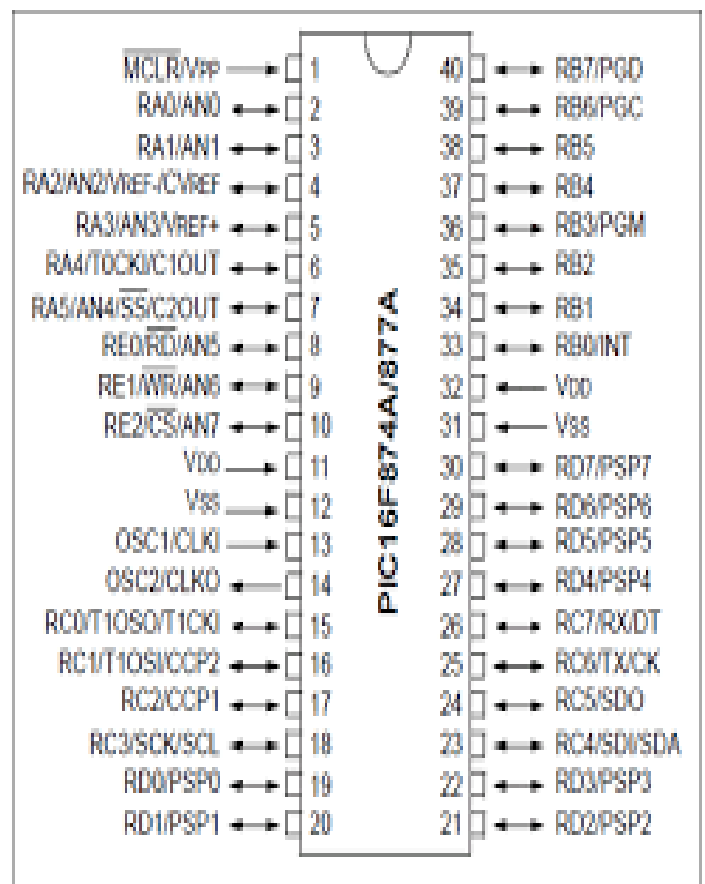 MCLR/VPP 1 40 RB7/PGD
RA0/AN0 2 39 RB6/PGC
RA1/AN1 3 38 RB5
RA2/AN2/VREF-/CVREF 4 37 RB4
RA3/AN3/VREF+ 5 36 RB3/PGM
RA4/T0CKI/C1OUT 6 35 RB2
RA5/AN4/SS/C2OUT 7 34 RB1
RE0/RD/AN5 8 33 RB0/INT
RE1/WR/AN6 9 32 VDD
RE2/CS/AN7 10 31 VSS
VDD 11 30 RD7/PSP7
VSS 12 29 RD6/PSP6
OSC1/CLKI 13 28 RD5/PSP5
OSC2/CLKO 14 27 RD4/PSP4
RC0/T1OSO/T1CKI 15 26 RC7/RX/DT
RC1/T1OSI/CCP2 16 25 RC6/TX/CK
RC2/CCP1 17 24 RC5/SDO
RC3/SCK/SCL 18 23 RC4/SDI/SDA
RD0/PSP0 19 22 RD3/PSP3
RD1/PSP1 20 21 RD2/PSP2
PIC16F874A/877A